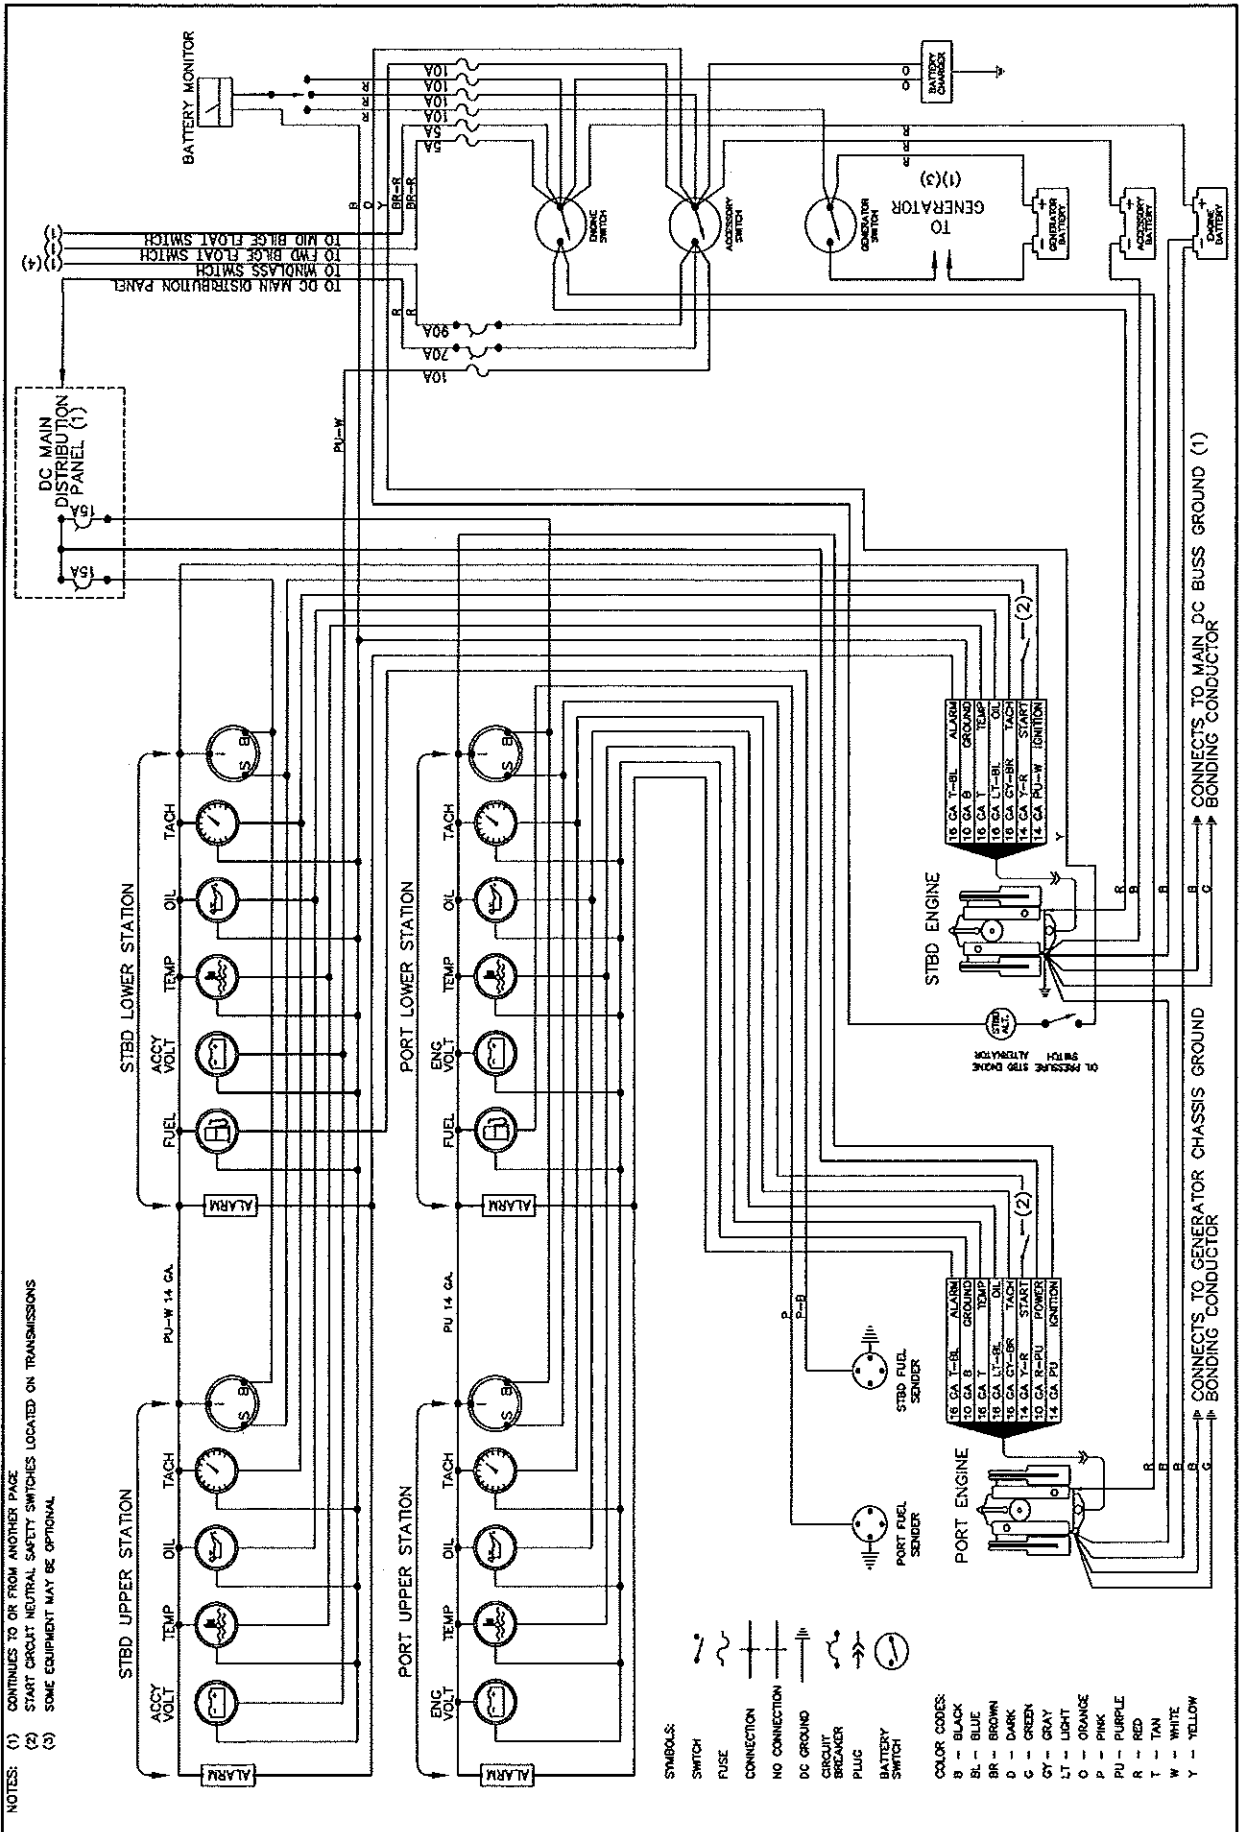 NOTES: (1) CONTINUES TO OR FROM ANOTHER PAGE
(2) START CIRCUIT NEUTRAL SAFETY SWITCHES LOCATED ON TRANSMISSIONS
(3) SOME EQUIPMENT MAY BE OPTIONAL
STBD UPPER STATION
ACCY VOLT
TEMP
OIL
TACH
ALARM
S
B
I
PU-W 14 GA.
STBD LOWER STATION
FUEL
ACCY VOLT
TEMP
OIL
TACH
ALARM
S
B
I
PORT UPPER STATION
ENG VOLT
TEMP
OIL
TACH
ALARM
S
B
I
PU 14 GA.
PORT LOWER STATION
FUEL
ENG VOLT
TEMP
OIL
TACH
ALARM
S
B
I
DC MAIN
DISTRIBUTION
PANEL (1)
15A
15A
BATTERY MONITOR
R
R
R
B
O
Y
BR-R
BR-R
TO MID BILGE FLOAT SWITCH (1)
TO FWD BILGE FLOAT SWITCH (1)
TO WINDLASS SWITCH (1)(4)
TO DC MAIN DISTRIBUTION PANEL
R
R
PU-W
10A
10A
10A
10A
5A
5A
90A
70A
10A
ENGINE
SWITCH
ACCESSORY
SWITCH
GENERATOR
SWITCH
TO
GENERATOR
(1)(3)
O
O
BATTERY
CHARGER
R
R
R
+
-
GENERATOR
BATTERY
+
-
ACCESSORY
BATTERY
+
-
ENGINE
BATTERY
SYMBOLS:
SWITCH
FUSE
CONNECTION
NO CONNECTION
DC GROUND
CIRCUIT
BREAKER
PLUG
BATTERY
SWITCH
COLOR CODES:
B - BLACK
BL - BLUE
BR - BROWN
D - DARK
G - GREEN
GY - GRAY
LT - LIGHT
O - ORANGE
P - PINK
PU - PURPLE
R - RED
T - TAN
W - WHITE
Y - YELLOW
P
P-B
PORT FUEL
SENDER
STBD FUEL
SENDER
PORT ENGINE
16 GA T-BL ALARM
10 GA B GROUND
16 GA T TEMP
16 GA LT-BL OIL
16 GA GY-BR TACH
14 GA Y-R START
10 GA R-PU POWER
14 GA PU IGNITION
(2)
R
B
B
B
G
CONNECTS TO GENERATOR CHASSIS GROUND
BONDING CONDUCTOR
OIL PRESSURE STBD ENGINE
SWITCH ALTERNATOR
STBD
ALT.
STBD ENGINE
16 GA T-BL ALARM
10 GA B GROUND
16 GA T TEMP
16 GA LT-BL OIL
16 GA GY-BR TACH
14 GA Y-R START
14 GA PU-W IGNITION
(2)
Y
R
B
B
B
G
CONNECTS TO MAIN DC BUSS GROUND (1)
BONDING CONDUCTOR